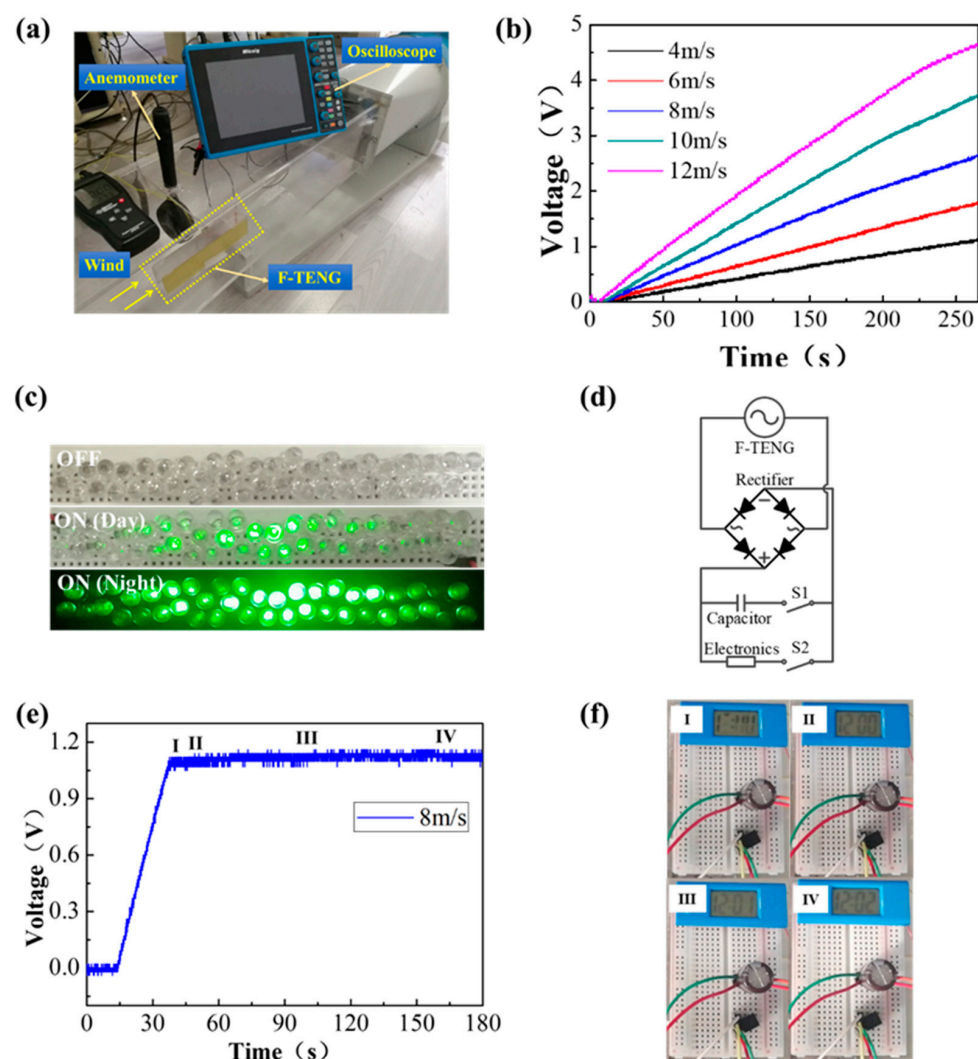 (a)
Anemometer
Oscilloscope
Wind
F-TENG
(b)
Voltage（V）
5
4
3
2
1
0
4m/s
6m/s
8m/s
10m/s
12m/s
0
50
100
150
200
250
Time（s）
(c)
OFF
ON (Day)
ON (Night)
(d)
F-TENG
Rectifier
−
+
S1
Capacitor
Electronics
S2
(e)
Voltage（V）
1.2
0.9
0.6
0.3
0.0
I
II
III
IV
8m/s
0
30
60
90
120
150
180
Time（s）
(f)
I
II
12:00
III
12:01
IV
12:02